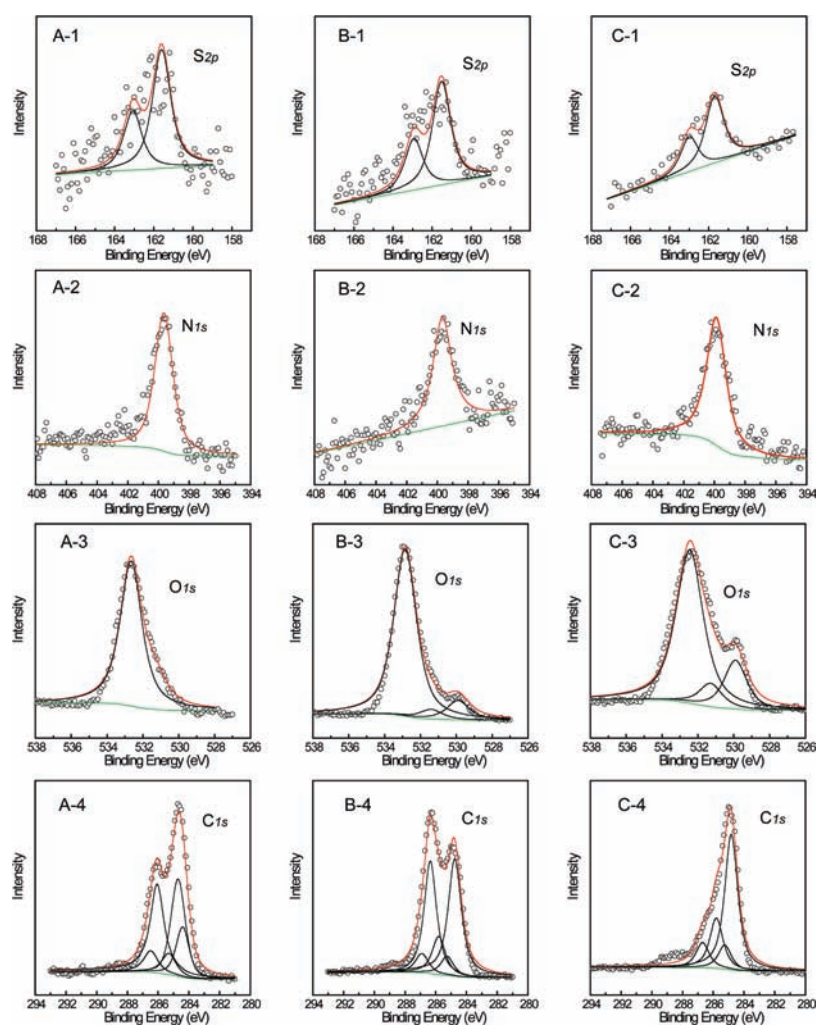 A-1 B-1 C-1
S2p S2p S2p
Intensity Intensity Intensity
168 166 164 162 160 158 168 166 164 162 160 158 168 166 164 162 160 158
Binding Energy (eV) Binding Energy (eV) Binding Energy (eV)
A-2 B-2 C-2
N1s N1s N1s
Intensity Intensity Intensity
408 406 404 402 400 398 396 394 408 406 404 402 400 398 396 394 408 406 404 402 400 398 396 394
Binding Energy (eV) Binding Energy (eV) Binding Energy (eV)
A-3 B-3 C-3
O1s O1s O1s
Intensity Intensity Intensity
538 536 534 532 530 528 526 538 536 534 532 530 528 526 538 536 534 532 530 528 526
Binding Energy (eV) Binding Energy (eV) Binding Energy (eV)
A-4 B-4 C-4
C1s C1s C1s
Intensity Intensity Intensity
294 292 290 288 286 284 282 280 294 292 290 288 286 284 282 280 294 292 290 288 286 284 282 280
Binding Energy (eV) Binding Energy (eV) Binding Energy (eV)